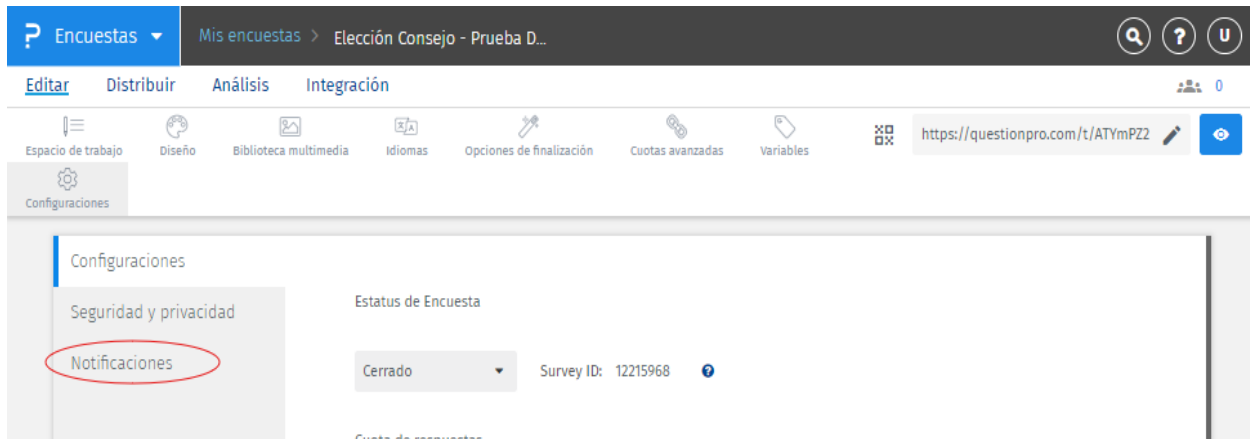 Encuestas
Mis encuestas > Elección Consejo - Prueba D...
U
Editar Distribuir Análisis Integración
0
Espacio de trabajo Diseño Biblioteca multimedia Idiomas Opciones de finalización Cuotas avanzadas Variables
https://questionpro.com/t/ATYmPZ2
Configuraciones
Configuraciones
Seguridad y privacidad
Notificaciones
Estatus de Encuesta
Cerrado Survey ID: 12215968